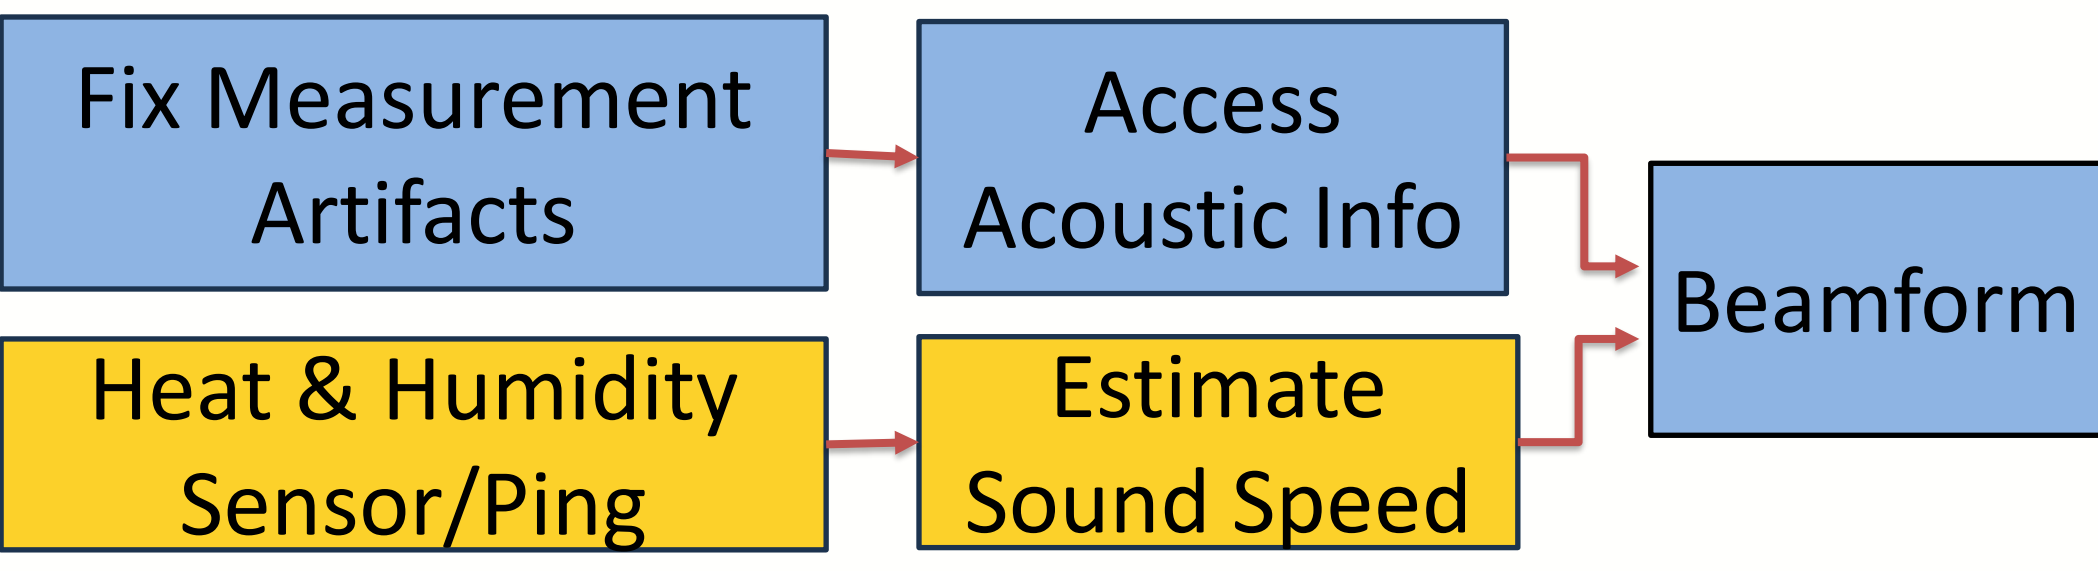 Fix Measurement
Artifacts
Access
Acoustic Info
Beamform
Heat & Humidity
Sensor/Ping
Estimate
Sound Speed